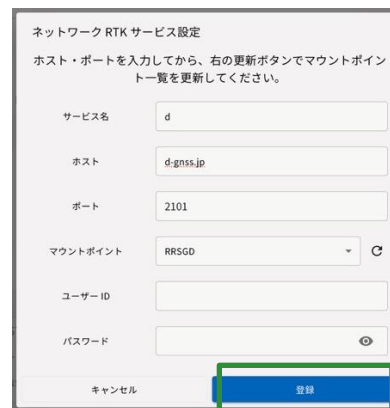 ネットワーク RTK サービス設定
ホスト・ポートを入力してから、右の更新ボタンでマウントポイン
ト一覧を更新してください。
サービス名 d
ホスト d-gnss.jp
ポート 2101
マウントポイント RRSGD
ユーザー ID
パスワード
キャンセル 登録